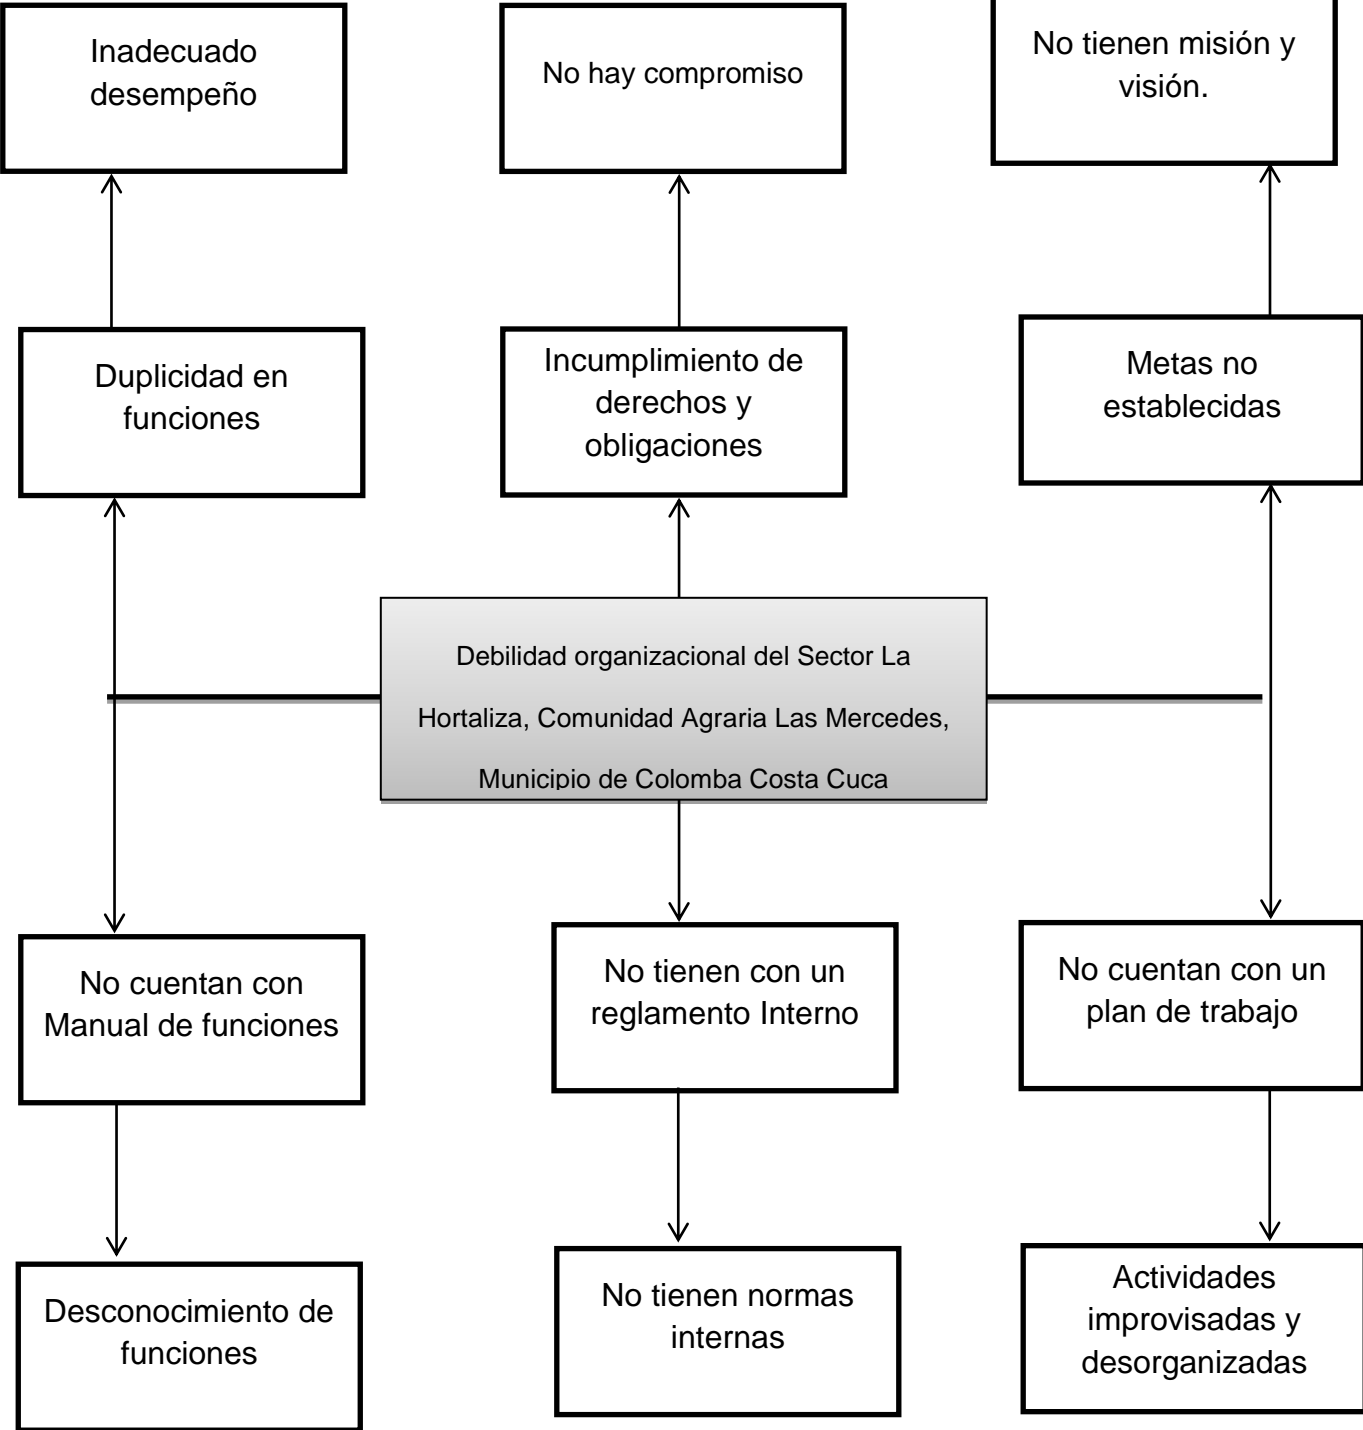 Inadecuado
desempeño
No hay compromiso
No tienen misión y
visión.
Duplicidad en
funciones
Incumplimiento de
derechos y
obligaciones
Metas no
establecidas
Debilidad organizacional del Sector La
Hortaliza, Comunidad Agraria Las Mercedes,
Municipio de Colomba Costa Cuca
No cuentan con
Manual de funciones
No tienen con un
reglamento Interno
No cuentan con un
plan de trabajo
Desconocimiento de
funciones
No tienen normas
internas
Actividades
improvisadas y
desorganizadas